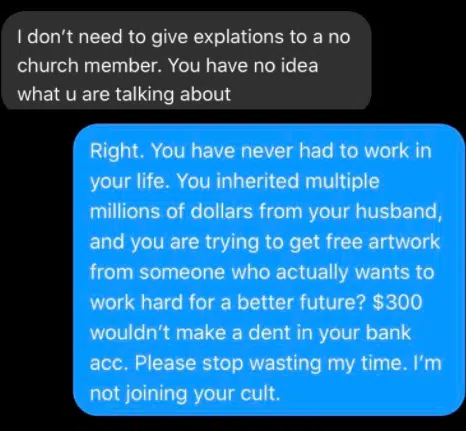 I don't need to give explations to a no
church member. You have no idea
what u are talking about
Right. You have never had to work in
your life. You inherited multiple
millions of dollars from your husband,
and you are trying to get free artwork
from someone who actually wants to
work hard for a better future? $300
wouldn't make a dent in your bank
acc. Please stop wasting my time. I'm
not joining your cult.